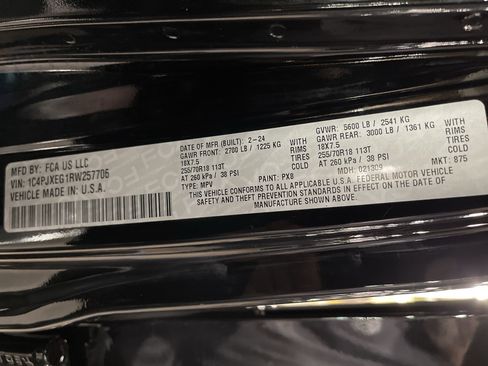 MFD BY: FCA US LLC
VIN: 1C4PJXEG1RW257706
VEHICLE MADE IN U.S.A.
DATE OF MFR (BUILT): 2-24
GAWR FRONT: 2700 LB / 1225 KG WITH
18X7.5 RIMS
255/70R18 113T TIRES
AT 260 kPa / 38 PSI COLD
TYPE: MPV PAINT: PX8
GVWR: 5600 LB / 2541 KG
GAWR REAR: 3000 LB / 1361 KG WITH
18X7.5 RIMS
255/70R18 113T TIRES
AT 260 kPa / 38 PSI COLD
MDH: 021309 MKT: 875
THIS VEHICLE CONFORMS TO ALL APPLICABLE U.S.A. FEDERAL MOTOR VEHICLE
SAFETY, BUMPER, AND THEFT PREVENTION STANDARDS IN EFFECT ON THE DATE OF
MANUFACTURE SHOWN ABOVE.